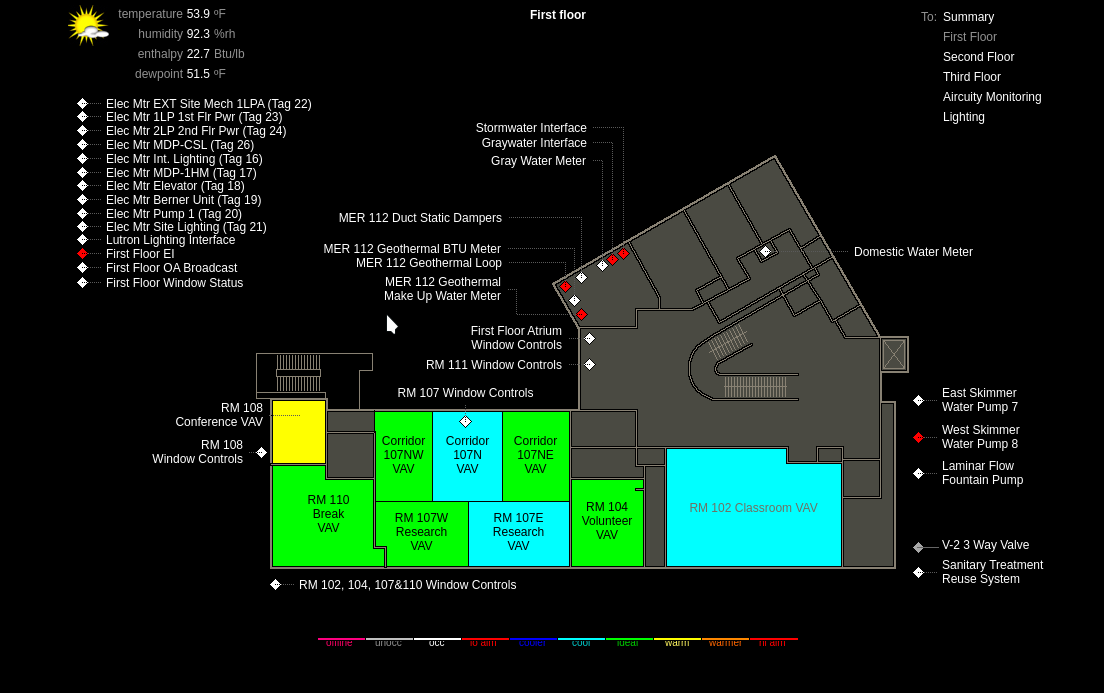 temperature 53.9 ºF
humidity 92.3 %rh
enthalpy 22.7 Btu/lb
dewpoint 51.5 ºF
First floor
To: Summary
First Floor
Second Floor
Third Floor
Aircuity Monitoring
Lighting
Elec Mtr EXT Site Mech 1LPA (Tag 22)
Elec Mtr 1LP 1st Flr Pwr (Tag 23)
Elec Mtr 2LP 2nd Flr Pwr (Tag 24)
Elec Mtr MDP-CSL (Tag 26)
Elec Mtr Int. Lighting (Tag 16)
Elec Mtr MDP-1HM (Tag 17)
Elec Mtr Elevator (Tag 18)
Elec Mtr Berner Unit (Tag 19)
Elec Mtr Pump 1 (Tag 20)
Elec Mtr Site Lighting (Tag 21)
Lutron Lighting Interface
First Floor EI
First Floor OA Broadcast
First Floor Window Status
Stormwater Interface
Graywater Interface
Gray Water Meter
MER 112 Duct Static Dampers
MER 112 Geothermal BTU Meter
MER 112 Geothermal Loop
MER 112 Geothermal
Make Up Water Meter
Domestic Water Meter
First Floor Atrium
Window Controls
RM 111 Window Controls
RM 107 Window Controls
RM 108
Conference VAV
RM 108
Window Controls
Corridor
107NW
VAV
Corridor
107N
VAV
Corridor
107NE
VAV
RM 110
Break
VAV
RM 107W
Research
VAV
RM 107E
Research
VAV
RM 104
Volunteer
VAV
RM 102 Classroom VAV
East Skimmer
Water Pump 7
West Skimmer
Water Pump 8
Laminar Flow
Fountain Pump
V-2 3 Way Valve
Sanitary Treatment
Reuse System
RM 102, 104, 107&110 Window Controls
unocc occ lo alrm cooler cool ideal warm warmer hi alrm